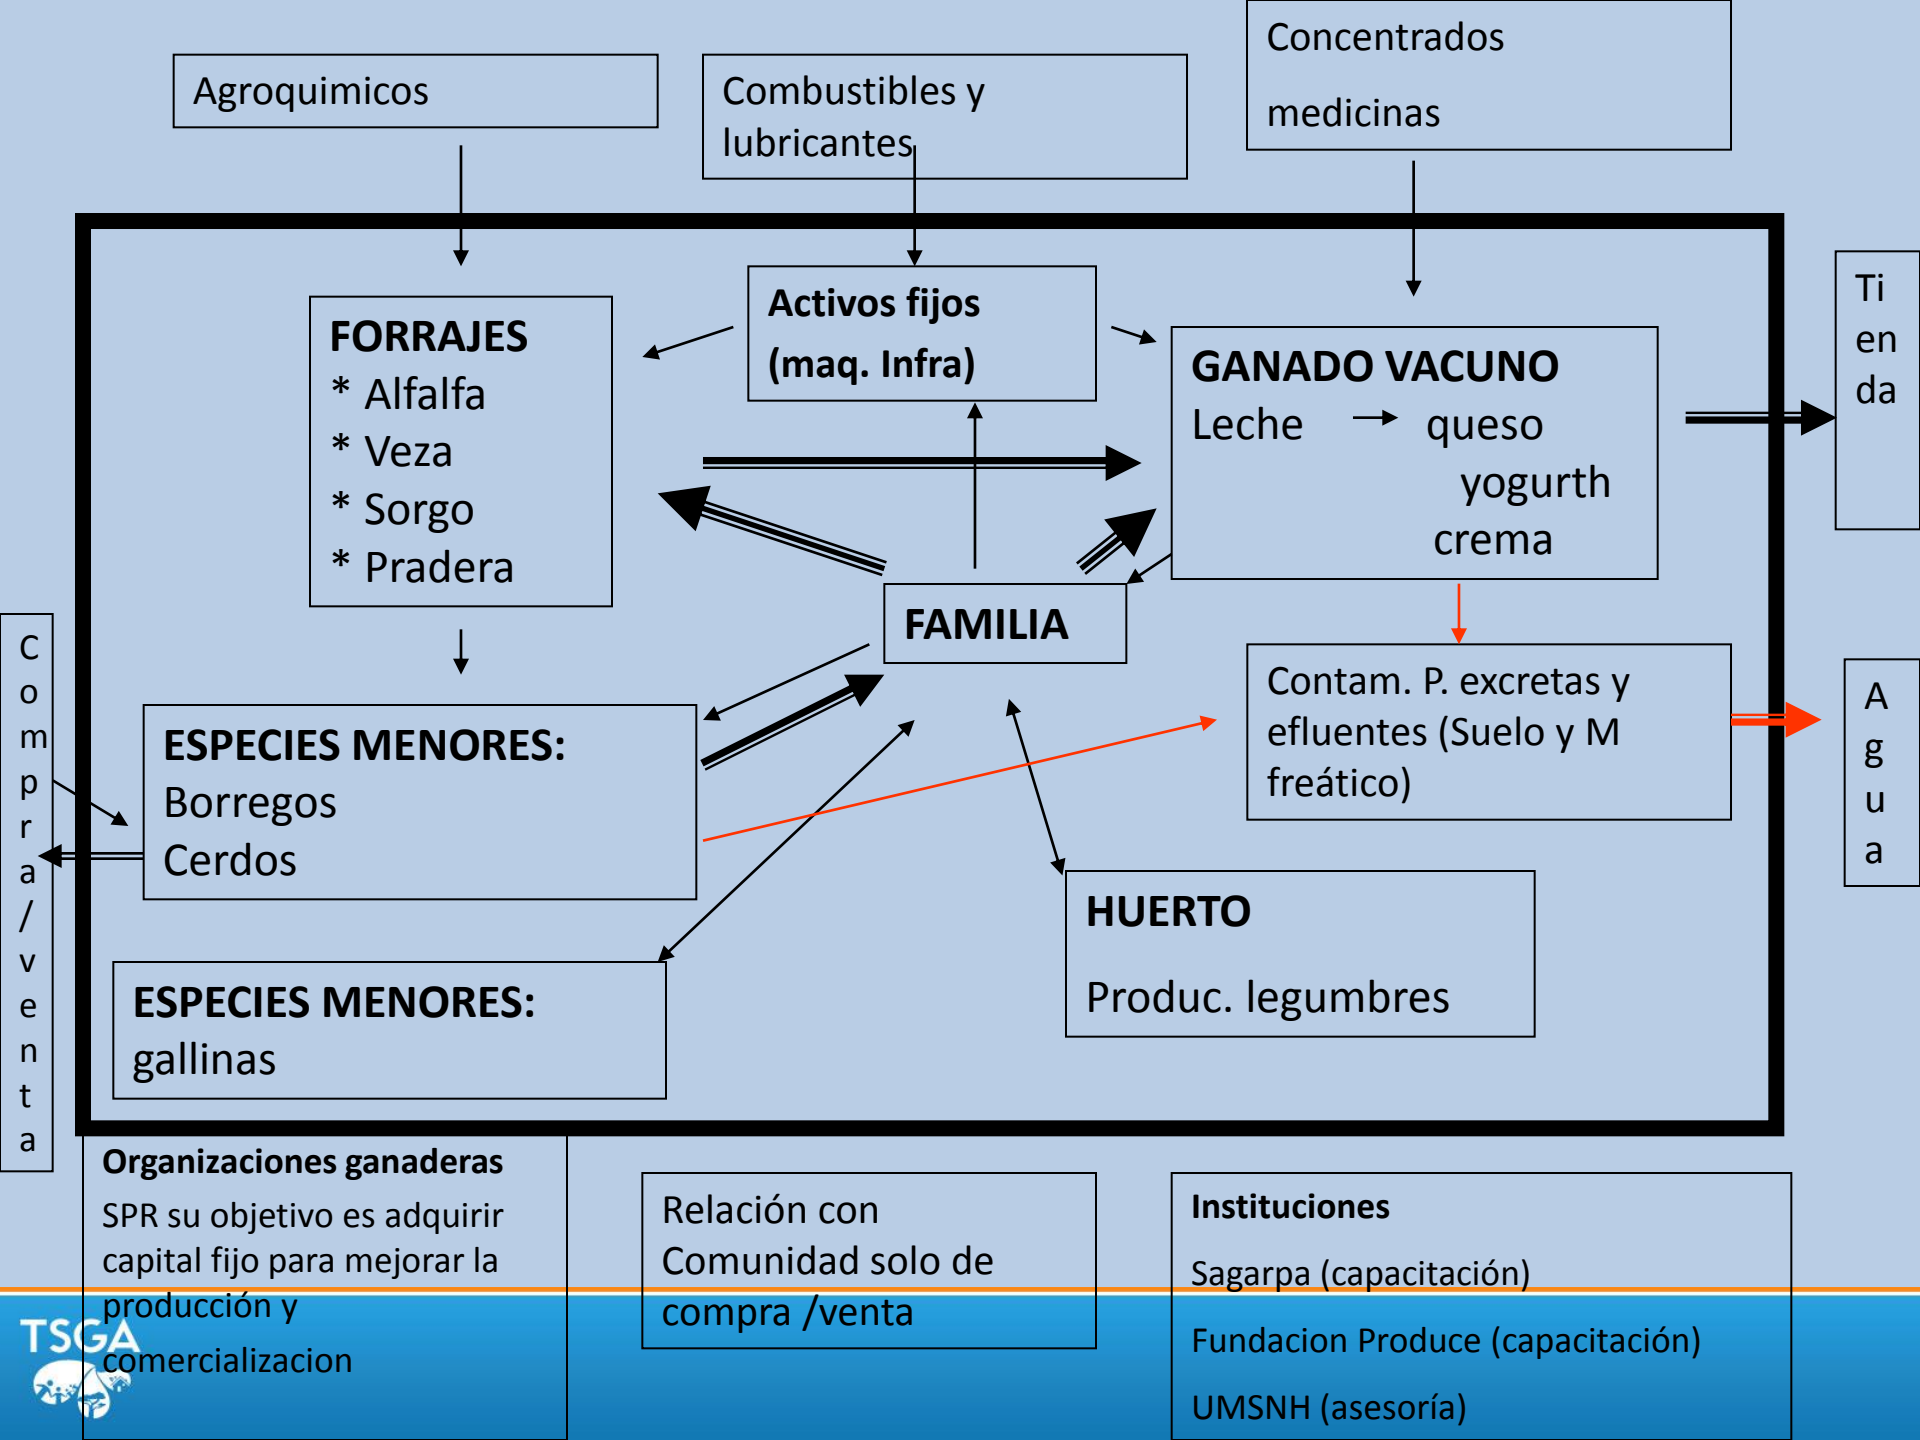 Agroquimicos
Combustibles y
lubricantes
Concentrados
medicinas
FORRAJES
* Alfalfa
* Veza
* Sorgo
* Pradera
Activos fijos
(maq. Infra)
GANADO VACUNO
Leche queso
yogurth
crema
Ti
en
da
FAMILIA
C
o
m
p
r
a
/
v
e
n
t
a
ESPECIES MENORES:
Borregos
Cerdos
Contam. P. excretas y
efluentes (Suelo y M
freático)
A
g
u
a
ESPECIES MENORES:
gallinas
HUERTO
Produc. legumbres
Organizaciones ganaderas
SPR su objetivo es adquirir
capital fijo para mejorar la
producción y
comercializacion
Relación con
Comunidad solo de
compra /venta
Instituciones
Sagarpa (capacitación)
Fundacion Produce (capacitación)
UMSNH (asesoría)
TSGA